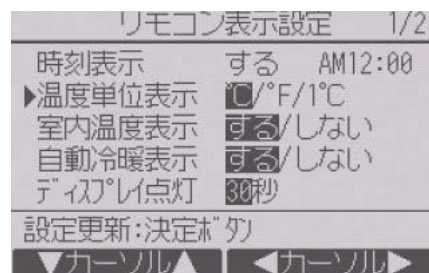 リモコン表示設定 1/2
時刻表示 する AM12:00
▶温度単位表示 ℃/°F/1℃
室内温度表示 する/しない
自動冷暖表示 する/しない
ﾃﾞｨｽﾌﾟﾚｲ点灯 30秒
設定更新:決定ﾎﾞﾀﾝ
▼カーソル▲ ◀カーソル▶